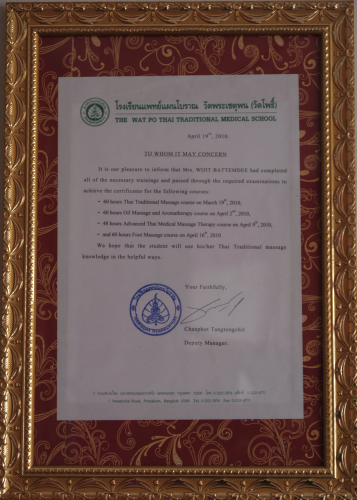 โรงเรียนแพทย์แผนโบราณ วัดพระเชตุพน (วัดโพธิ์)
THE WAT PO THAI TRADITIONAL MEDICAL SCHOOL
April 19th, 2010.
TO WHOM IT MAY CONCERN
It is our pleasure to inform that Mrs. WOIT-BATTEMBEE had completed
all of the necessary trainings and passed through the required examinations to
achieve the certificates for the following courses:
- 60 hours Thai Traditional Massage course on March 19th, 2010,
- 60 hours Oil Massage and Aromatherapy course on April 2nd, 2010,
- 48 hours Advanced Thai Medical Massage Therapy course on April 9th, 2010,
- and 60 hours Foot Massage course on April 16th, 2010
We hope that the student will use his/her Thai Traditional massage
knowledge in the helpful ways.
Your Faithfully,
Chanphot Tangtongchit
Deputy Manager.